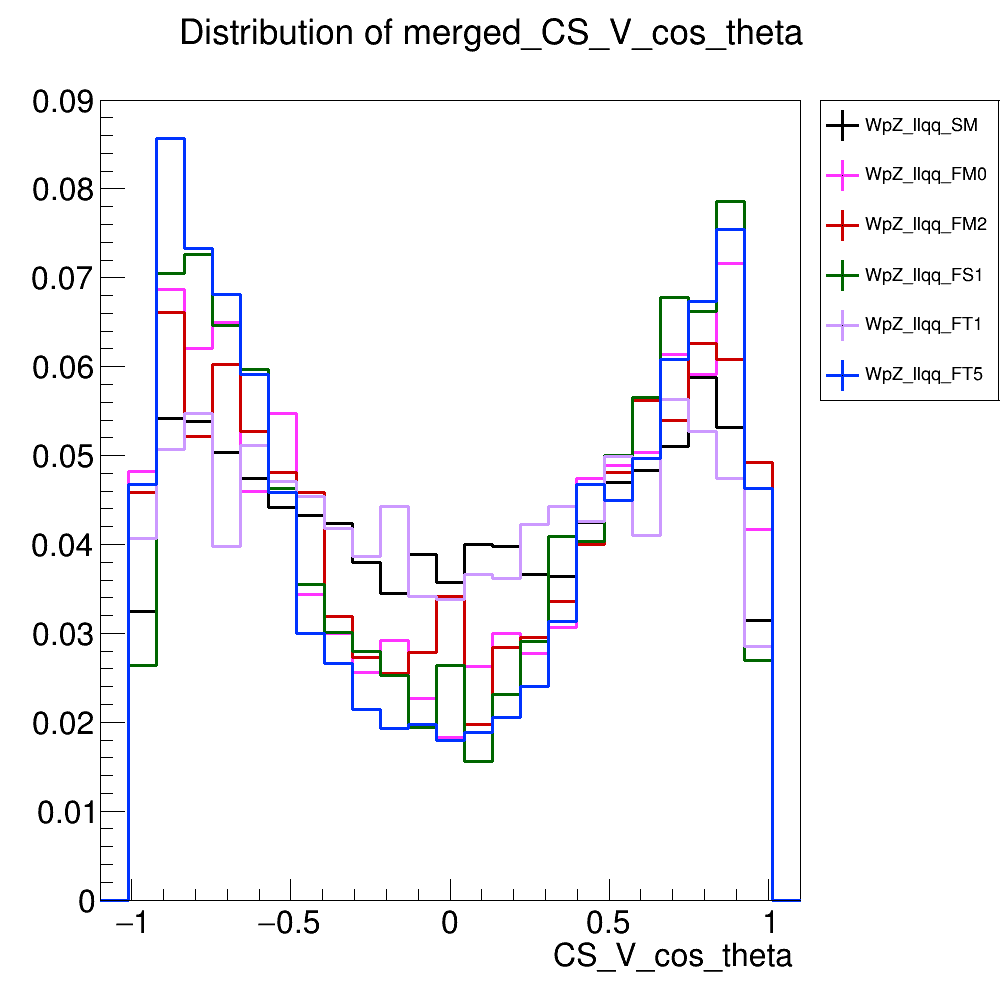 Distribution of merged_CS_V_cos_theta
0.09
0.08
0.07
0.06
0.05
0.04
0.03
0.02
0.01
0
−1
−0.5
0
0.5
1
CS_V_cos_theta
WpZ_llqq_SM
WpZ_llqq_FM0
WpZ_llqq_FM2
WpZ_llqq_FS1
WpZ_llqq_FT1
WpZ_llqq_FT5